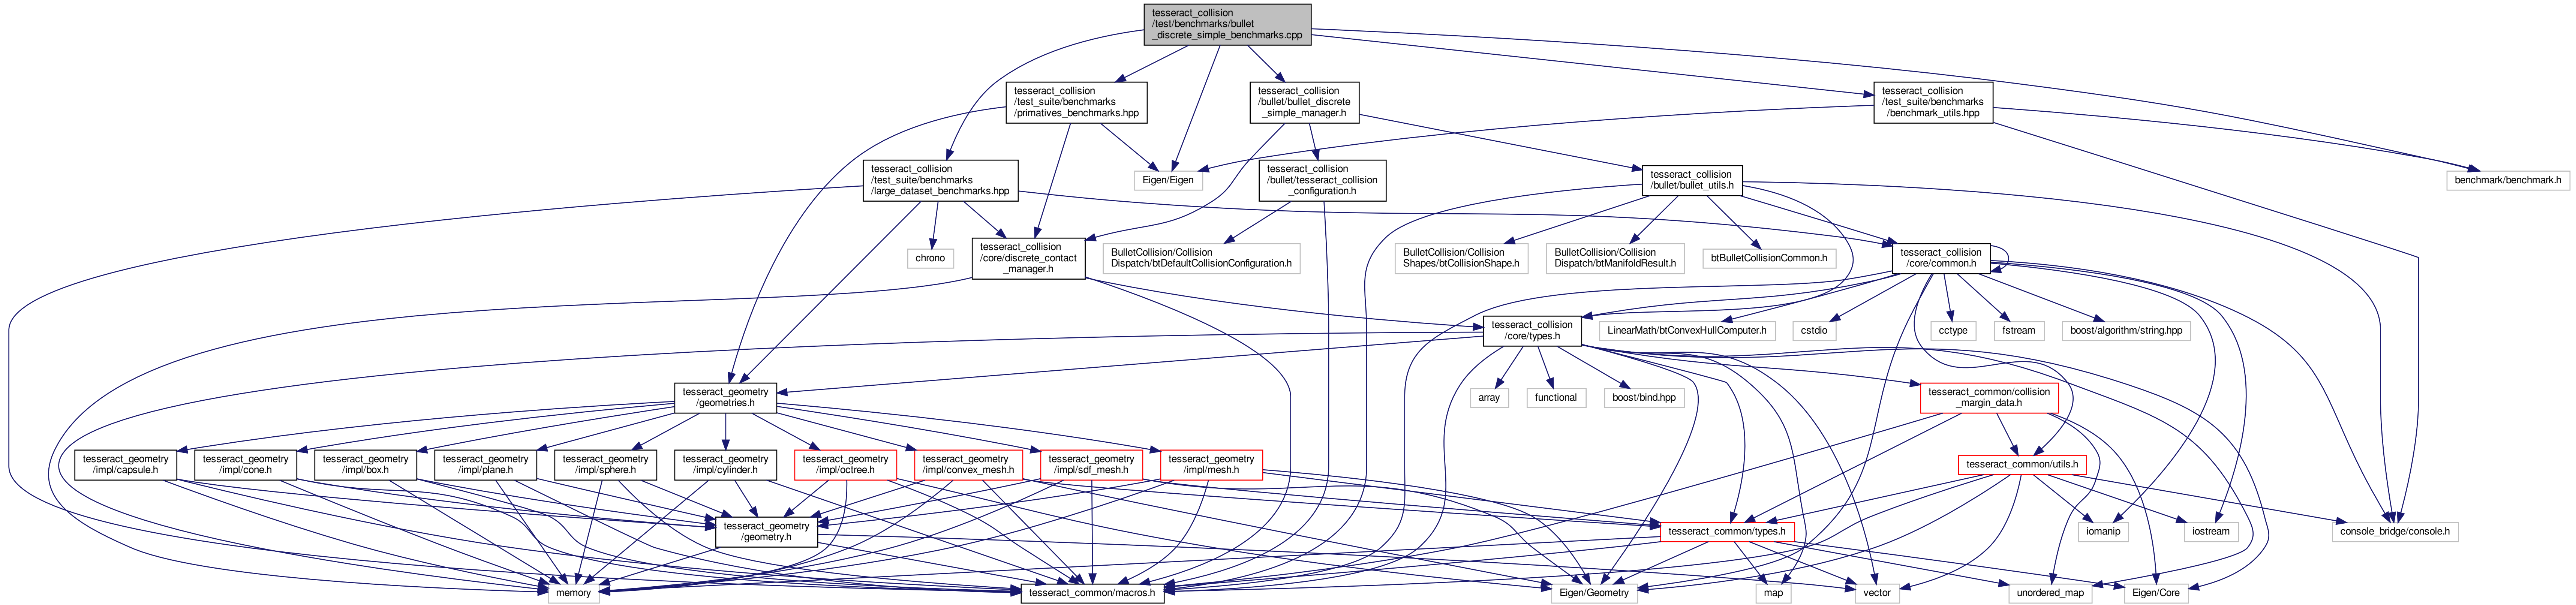 tesseract_collision
/test/benchmarks/bullet
_discrete_simple_benchmarks.cpp
tesseract_collision
/test_suite/benchmarks
/primatives_benchmarks.hpp
tesseract_collision
/bullet/bullet_discrete
_simple_manager.h
tesseract_collision
/test_suite/benchmarks
/benchmark_utils.hpp
tesseract_collision
/test_suite/benchmarks
/large_dataset_benchmarks.hpp
Eigen/Eigen
tesseract_collision
/bullet/tesseract_collision
_configuration.h
tesseract_collision
/bullet/bullet_utils.h
benchmark/benchmark.h
chrono
tesseract_collision
/core/discrete_contact
_manager.h
BulletCollision/Collision
Dispatch/btDefaultCollisionConfiguration.h
BulletCollision/Collision
Shapes/btCollisionShape.h
BulletCollision/Collision
Dispatch/btManifoldResult.h
btBulletCollisionCommon.h
tesseract_collision
/core/common.h
tesseract_collision
/core/types.h
LinearMath/btConvexHullComputer.h
cstdio
cctype
fstream
boost/algorithm/string.hpp
tesseract_geometry
/geometries.h
array
functional
boost/bind.hpp
tesseract_common/collision
_margin_data.h
tesseract_geometry
/impl/capsule.h
tesseract_geometry
/impl/cone.h
tesseract_geometry
/impl/box.h
tesseract_geometry
/impl/plane.h
tesseract_geometry
/impl/sphere.h
tesseract_geometry
/impl/cylinder.h
tesseract_geometry
/impl/octree.h
tesseract_geometry
/impl/convex_mesh.h
tesseract_geometry
/impl/sdf_mesh.h
tesseract_geometry
/impl/mesh.h
tesseract_common/utils.h
tesseract_geometry
/geometry.h
tesseract_common/types.h
iomanip
iostream
console_bridge/console.h
memory
tesseract_common/macros.h
Eigen/Geometry
map
vector
unordered_map
Eigen/Core